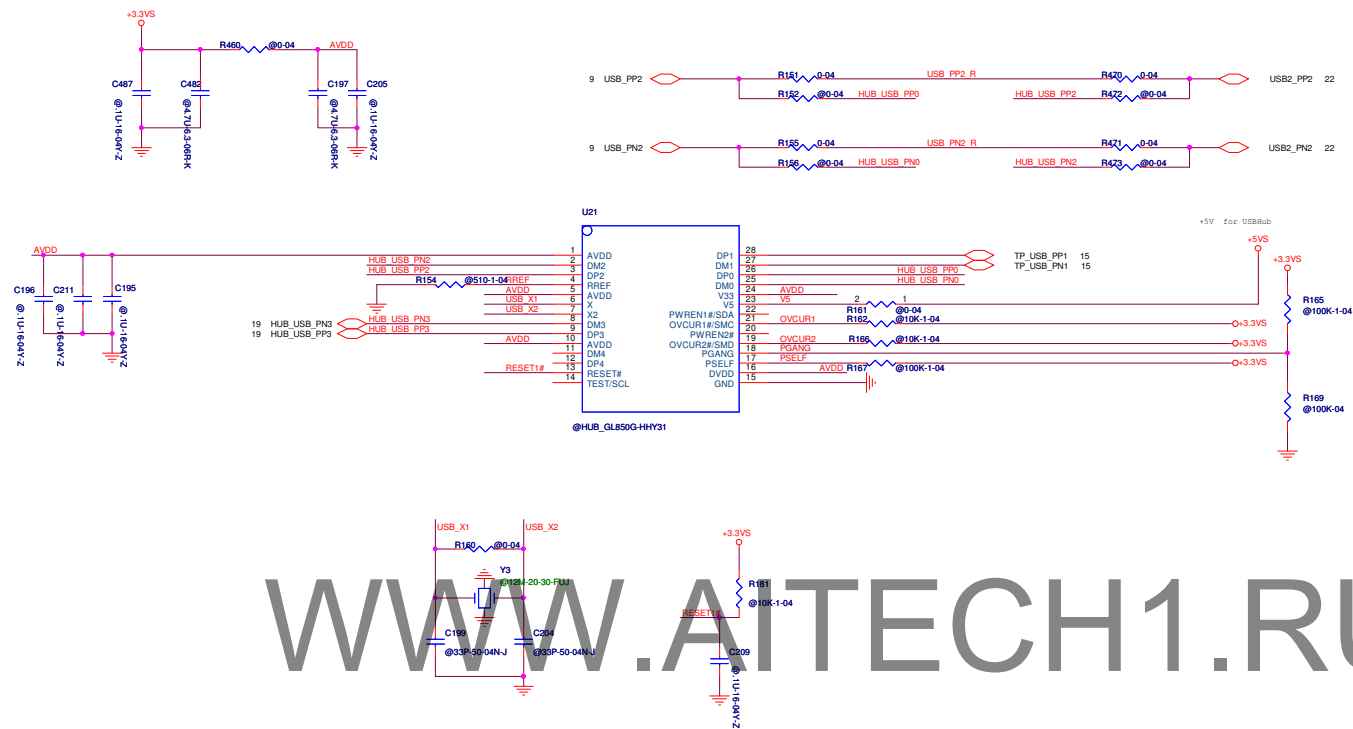 +3.3VS
R460 @0-04 AVDD
C487 C482 C197 C205
@.1U-16-04Y-Z @4.7U-6.3-06R-K @4.7U-6.3-06R-K @.1U-16-04Y-Z
9 USB_PP2 R151 0-04 USB_PP2_R R470 0-04 USB2_PP2 22
R152 @0-04 HUB_USB_PP0 HUB_USB_PP2 R472 @0-04
9 USB_PN2 R155 0-04 USB_PN2_R R471 0-04 USB2_PN2 22
R156 @0-04 HUB_USB_PN0 HUB_USB_PN2 R473 @0-04
U21
+5V for USBHub
+5VS
+3.3VS
AVDD 1 AVDD DP1 28 TP_USB_PP1 15
HUB_USB_PN2 2 DM2 DM1 27 TP_USB_PN1 15
HUB_USB_PP2 3 DP2 DP0 26 HUB_USB_PP0
R154 @510-1-04 RREF 4 RREF DM0 25 HUB_USB_PN0
AVDD 5 AVDD V33 24 AVDD
USB_X1 6 X V5 23 V5 2 1 R161 @0-04
USB_X2 7 X2 PWREN1#/SDA 22
19 HUB_USB_PN3 HUB_USB_PN3 8 DM3 OVCUR1#/SMC 21 OVCUR1 R162 @10K-1-04 +3.3VS
19 HUB_USB_PP3 HUB_USB_PP3 9 DP3 PWREN2# 20
AVDD 10 AVDD OVCUR2#/SMD 19 OVCUR2 R166 @10K-1-04 +3.3VS
11 DM4 PGANG 18 PGANG
12 DP4 PSELF 17 PSELF R167 @100K-1-04 +3.3VS
RESET1# 13 RESET# DVDD 16 AVDD
14 TEST/SCL GND 15
@HUB_GL850G-HHY31
C196 C211 C195
@.1U-16-04Y-Z @.1U-16-04Y-Z @.1U-16-04Y-Z
R165
@100K-1-04
R169
@100K-04
USB_X1 USB_X2
R160 @0-04
Y3
@12M-20-30-FUJ
C199 C204
@33P-50-04N-J @33P-50-04N-J
+3.3VS
R181
@10K-1-04
RESET1#
C209
@.1U-16-04Y-Z
WWW.AITECH1.RU